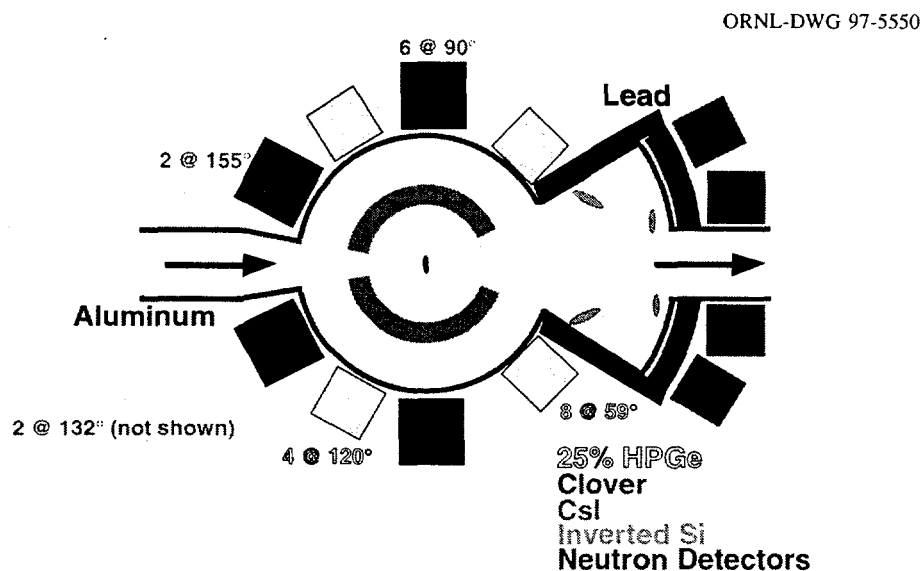 ORNL-DWG 97-5550
6 @ 90°
Lead
2 @ 155°
Aluminum
8 @ 59°
2 @ 132° (not shown)
4 @ 120°
25% HPGe
Clover
CsI
Inverted Si
Neutron Detectors